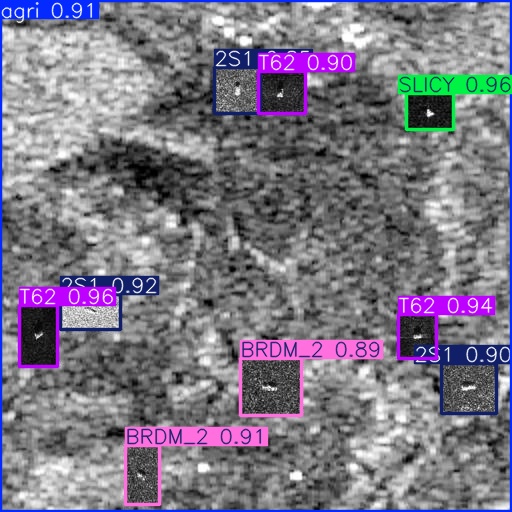 agri 0.91
2S1
T62 0.90
SLICY 0.96
2S1 0.92
T62 0.96
T62 0.94
BRDM_2 0.89
2S1 0.90
BRDM_2 0.91